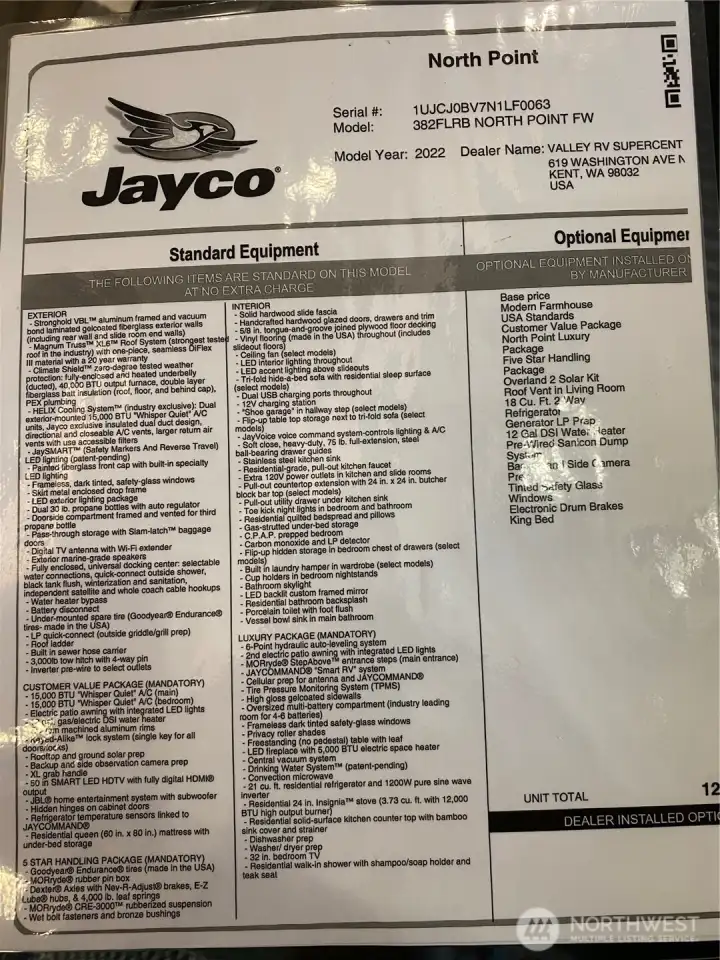 North Point
Jayco®
Serial #: 1UJCJ0BV7N1LF0063
Model: 382FLRB NORTH POINT FW
Model Year: 2022 Dealer Name: VALLEY RV SUPERCENT
619 WASHINGTON AVE N
KENT, WA 98032
USA
Standard Equipment
THE FOLLOWING ITEMS ARE STANDARD ON THIS MODEL
AT NO EXTRA CHARGE
EXTERIOR
- Stronghold VBL™ aluminum framed and vacuum
bond laminated gelcoated fiberglass exterior walls
(including rear wall and slide room end walls)
- Magnum Truss™ XL6™ Roof System (strongest tested
roof in the industry) with one-piece, seamless DiFlex
III material with a 20 year warranty
- Climate Shield™ zero-degree tested weather
protection: fully-enclosed and heated underbelly
(ducted), 40,000 BTU output furnace, double layer
fiberglass batt insulation (roof, floor, and behind cap),
PEX plumbing
- HELIX Cooling System™ (industry exclusive): Dual
exterior-mounted 15,000 BTU "Whisper Quiet" A/C
units, Jayco exclusive insulated dual duct design,
directional and closeable A/C vents, larger return air
vents with use accessible filters
- JaySMART™ (Safety Markers And Reverse Travel)
LED lighting (patent-pending)
- Painted fiberglass front cap with built-in specialty
LED lighting
- Frameless, dark tinted, safety-glass windows
- Skirt metal enclosed drop frame
- LED exterior lighting package
- Dual 30 lb. propane bottles with auto regulator
- Doorside compartment framed and vented for third
propane bottle
- Pass-through storage with Slam-latch™ baggage
doors
- Digital TV antenna with Wi-Fi extender
- Exterior marine-grade speakers
- Fully enclosed, universal docking center: selectable
water connections, quick-connect outside shower,
black tank flush, winterization and sanitation,
independent satellite and whole coach cable hookups
- Water heater bypass
- Battery disconnect
- Under-mounted spare tire (Goodyear® Endurance®
tires- made in the USA)
- LP quick-connect (outside griddle/grill prep)
- Roof ladder
- Built in sewer hose carrier
- 3,000lb tow hitch with 4-way pin
- Inverter pre-wire to select outlets
CUSTOMER VALUE PACKAGE (MANDATORY)
- 15,000 BTU "Whisper Quiet" A/C (main)
- 15,000 BTU "Whisper Quiet" A/C (bedroom)
- Electric patio awning with integrated LED lights
gas/electric DSI water heater
machined aluminum rims
-Alike™ lock system (single key for all
doors/locks)
- Rooftop and ground solar prep
- Backup and side observation camera prep
- XL grab handle
- 50 in SMART LED HDTV with fully digital HDMI®
output
- JBL® home entertainment system with subwoofer
- Hidden hinges on cabinet doors
- Refrigerator temperature sensors linked to
JAYCOMMAND®
- Residential queen (60 in. x 80 in.) mattress with
under-bed storage
5 STAR HANDLING PACKAGE (MANDATORY)
- Goodyear® Endurance® tires (made in the USA)
- MORryde® rubber pin box
- Dexter® Axles with Nev-R-Adjust® brakes, E-Z
Lube® hubs, & 4,000 lb. leaf springs
- MORryde® CRE-3000™ rubberized suspension
- Wet bolt fasteners and bronze bushings
INTERIOR
- Solid hardwood slide fascia
- Handcrafted hardwood glazed doors, drawers and trim
- 5/8 in. tongue-and-groove joined plywood floor decking
- Vinyl flooring (made in the USA) throughout (includes
slideout floors)
- Ceiling fan (select models)
- LED interior lighting throughout
- LED accent lighting above slideouts
- Tri-fold hide-a-bed sofa with residential sleep surface
(select models)
- Dual USB charging ports throughout
- 12V charging station
- "Shoe garage" in hallway step (select models)
- Flip-up table top storage next to tri-fold sofa (select
models)
- JayVoice voice command system-controls lighting & A/C
- Soft close, heavy-duty, 75 lb. full-extension, steel
ball-bearing drawer guides
- Stainless steel kitchen sink
- Residential-grade, pull-out kitchen faucet
- Extra 120V power outlets in kitchen and slide rooms
- Pull-out countertop extension with 24 in. x 24 in. butcher
block bar top (select models)
- Pull-out utility drawer under kitchen sink
- Toe kick night lights in bedroom and bathroom
- Residential quilted bedspread and pillows
- Gas-strutted under-bed storage
- C.P.A.P. prepped bedroom
- Carbon monoxide and LP detector
- Flip-up hidden storage in bedroom chest of drawers (select
models)
- Built in laundry hamper in wardrobe (select models)
- Cup holders in bedroom nightstands
- Bathroom skylight
- LED backlit custom framed mirror
- Residential bathroom backsplash
- Porcelain toilet with foot flush
- Vessel bowl sink in main bathroom
LUXURY PACKAGE (MANDATORY)
- 6-Point hydraulic auto-leveling system
- 2nd electric patio awning with integrated LED lights
- MORryde® StepAbove™ entrance steps (main entrance)
- JAYCOMMAND® "Smart RV" system
- Cellular prep for antenna and JAYCOMMAND®
- Tire Pressure Monitoring System (TPMS)
- High gloss gelcoated sidewalls
- Oversized multi-battery compartment (industry leading
room for 4-6 batteries)
- Frameless dark tinted safety-glass windows
- Privacy roller shades
- Freestanding (no pedestal) table with leaf
- LED fireplace with 5,000 BTU electric space heater
- Central vacuum system
- Drinking Water System™ (patent-pending)
- Convection microwave
- 21 cu. ft. residential refrigerator and 1200W pure sine wave
inverter
- Residential 24 in. Insignia™ stove (3.73 cu. ft. with 12,000
BTU high output burner)
- Residential solid-surface kitchen counter top with bamboo
sink cover and strainer
- Dishwasher prep
- Washer/ dryer prep
- 32 in. bedroom TV
- Residential walk-in shower with shampoo/soap holder and
teak seat
Optional Equipmen
OPTIONAL EQUIPMENT INSTALLED ON
BY MANUFACTURER
Base price
Modern Farmhouse
USA Standards
Customer Value Package
North Point Luxury
Package
Five Star Handling
Package
Overland 2 Solar Kit
Roof Vent in Living Room
18 Cu. Ft. 2 Way
Refrigerator
Generator LP Prep
12 Gal DSI Water Heater
Pre-Wired Sanicon Dump
System
Side Camera
Tinted Safety Glass
Windows
Electronic Drum Brakes
King Bed
UNIT TOTAL 12
DEALER INSTALLED OPTIO
NORTHWEST
MULTIPLE LISTING SERVICE